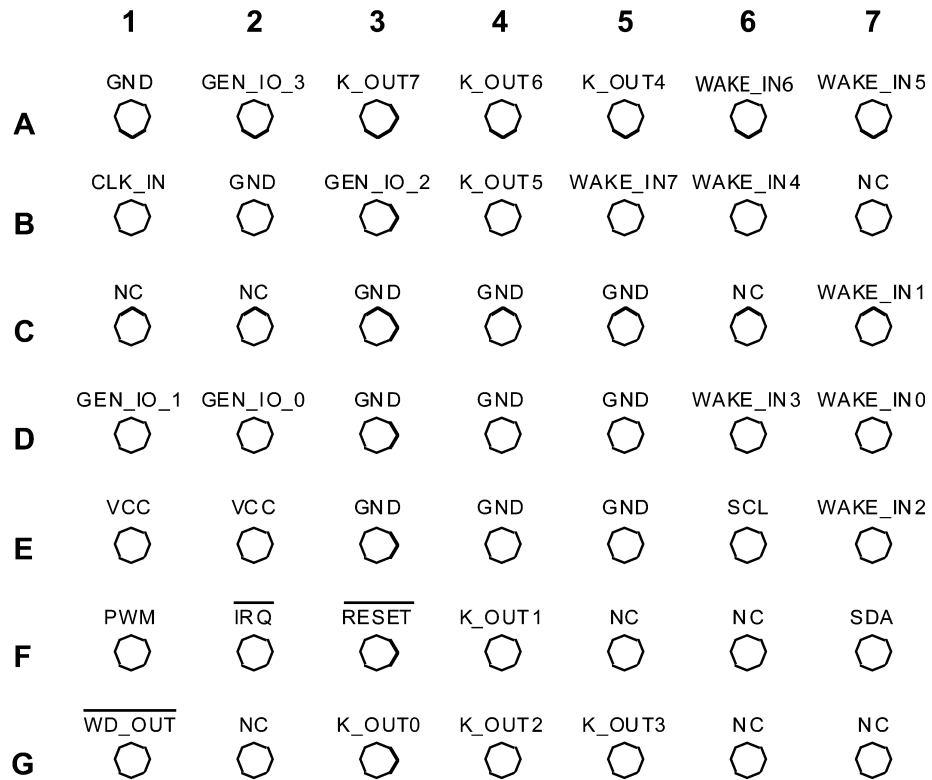 1 2 3 4 5 6 7
GND GEN_IO_3 K_OUT7 K_OUT6 K_OUT4 WAKE_IN6 WAKE_IN5
A
CLK_IN GND GEN_IO_2 K_OUT5 WAKE_IN7 WAKE_IN4 NC
B
NC NC GND GND GND NC WAKE_IN1
C
GEN_IO_1 GEN_IO_0 GND GND GND WAKE_IN3 WAKE_IN0
D
VCC VCC GND GND GND SCL WAKE_IN2
E
PWM IRQ RESET K_OUT1 NC NC SDA
F
WD_OUT NC K_OUT0 K_OUT2 K_OUT3 NC NC
G